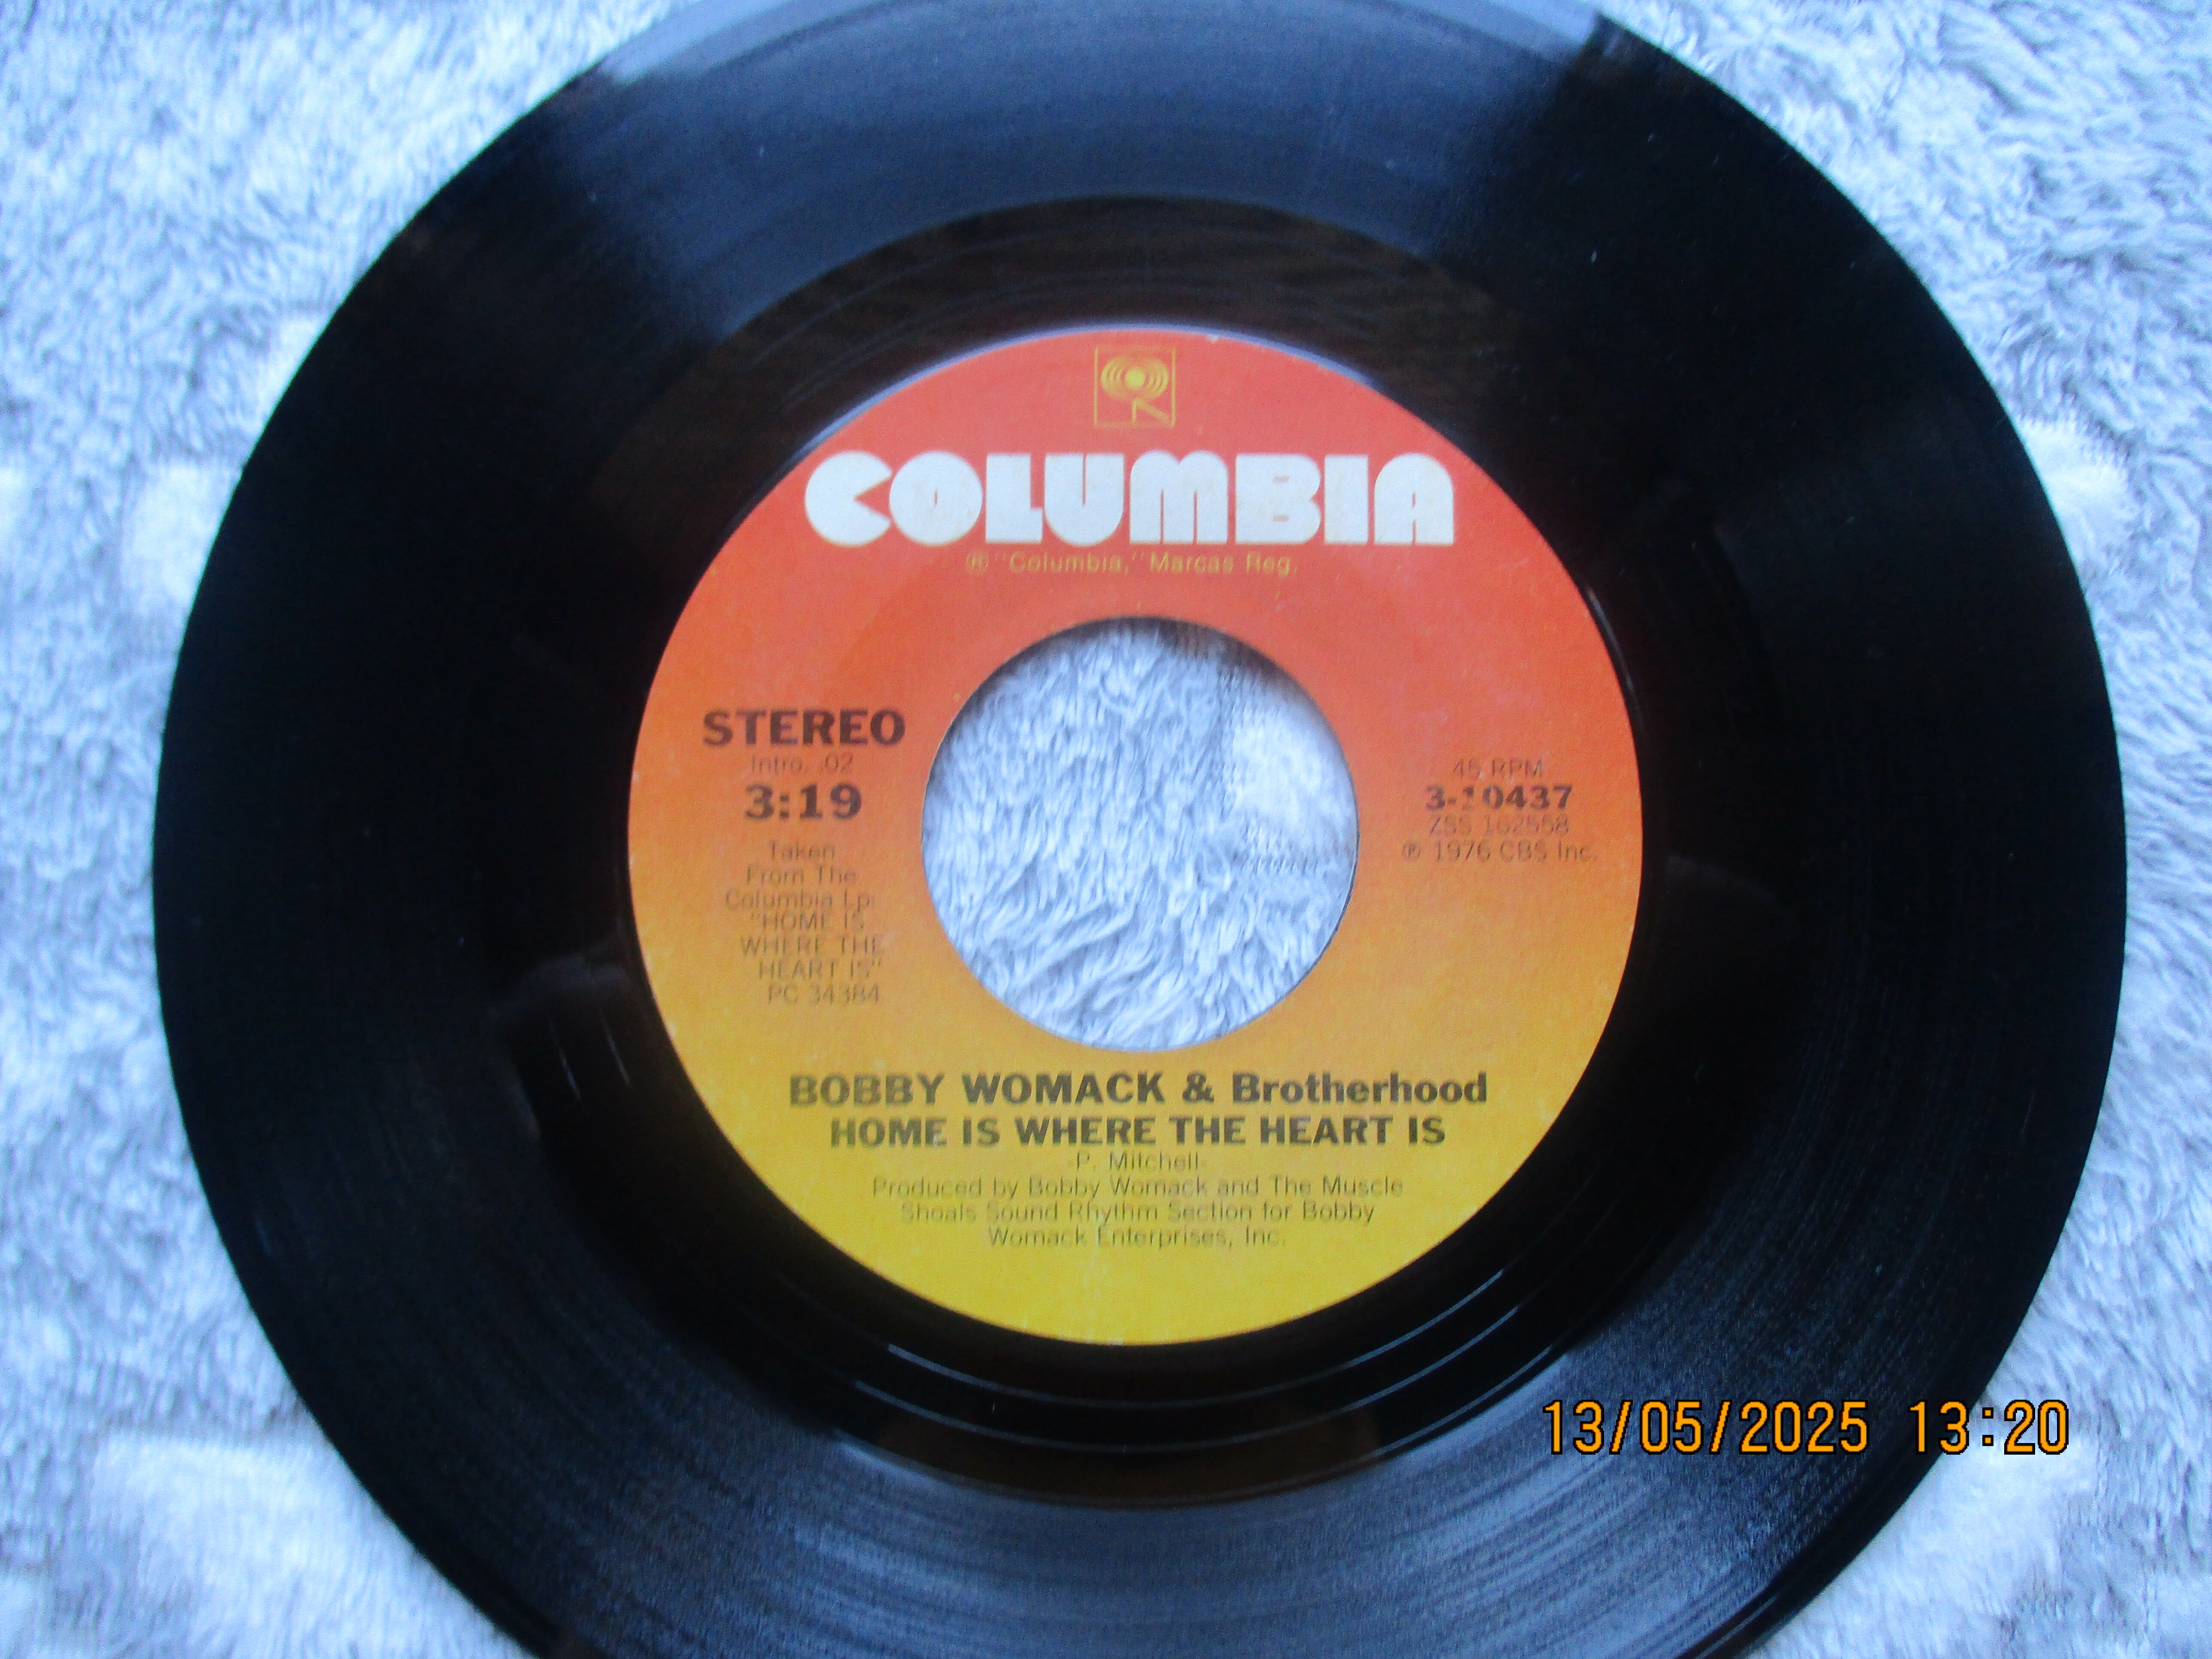 COLUMBIA
® "Columbia," Marcas Reg.
STEREO
Intro. :02
3:19
Taken
From The
Columbia Lp:
"HOME IS
WHERE THE
HEART IS"
PC 34384
45 RPM
3-10437
ZSS 162558
℗ 1976 CBS Inc.
BOBBY WOMACK & Brotherhood
HOME IS WHERE THE HEART IS
-P. Mitchell-
Produced by Bobby Womack and The Muscle
Shoals Sound Rhythm Section for Bobby
Womack Enterprises, Inc.
13/05/2025 13:20